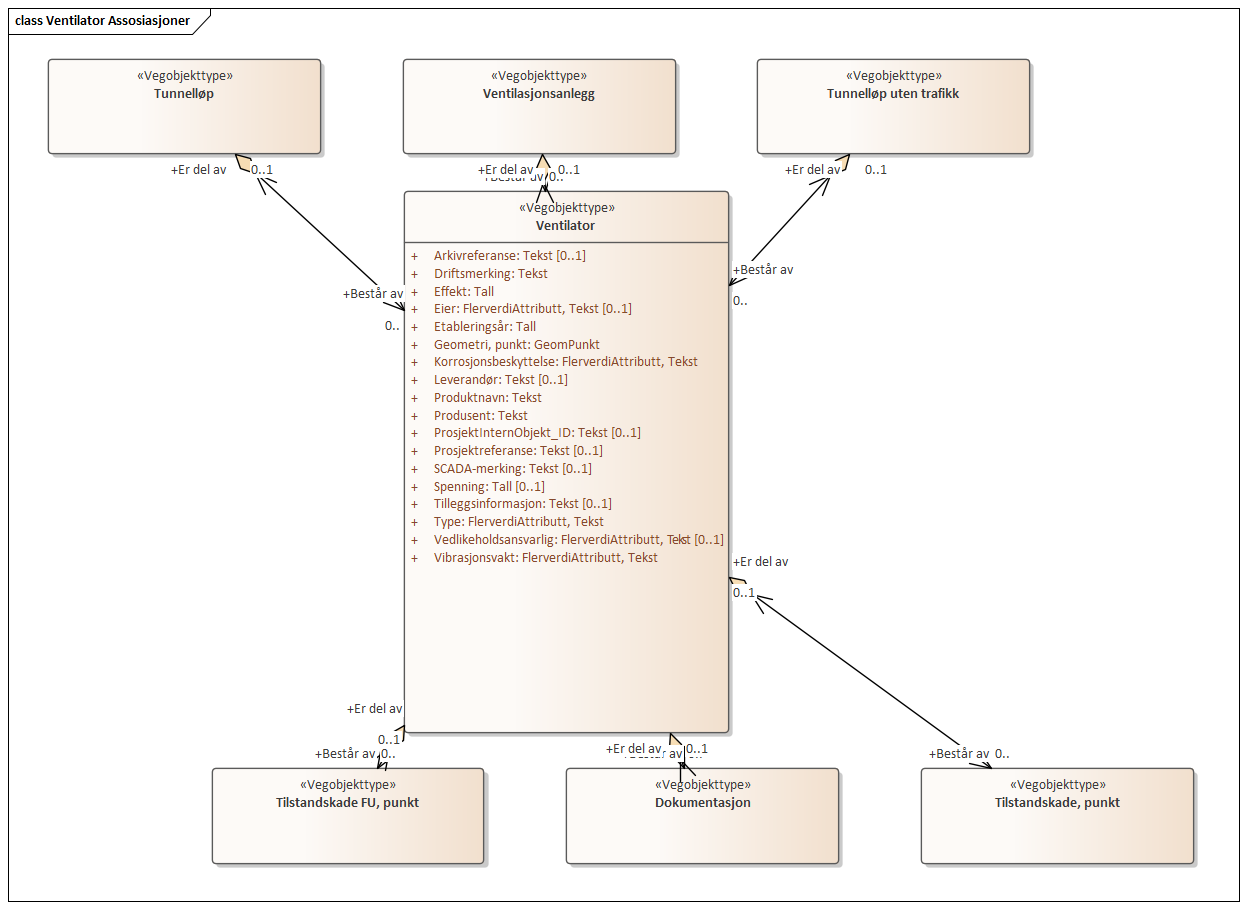 class Ventilator Assosiasjoner
«Vegobjekttype»
Tunnelløp
«Vegobjekttype»
Ventilasjonsanlegg
«Vegobjekttype»
Tunnelløp uten trafikk
+Er del av
0..1
+Er del av
0..1
+Består av
0..
+Er del av
0..1
«Vegobjekttype»
Ventilator
+ Arkivreferanse: Tekst [0..1]
+ Driftsmerking: Tekst
+ Effekt: Tall
+ Eier: FlerverdiAttributt, Tekst [0..1]
+ Etableringsår: Tall
+ Geometri, punkt: GeomPunkt
+ Korrosjonsbeskyttelse: FlerverdiAttributt, Tekst
+ Leverandør: Tekst [0..1]
+ Produktnavn: Tekst
+ Produsent: Tekst
+ ProsjektInternObjekt_ID: Tekst [0..1]
+ Prosjektreferanse: Tekst [0..1]
+ SCADA-merking: Tekst [0..1]
+ Spenning: Tall [0..1]
+ Tilleggsinformasjon: Tekst [0..1]
+ Type: FlerverdiAttributt, Tekst
+ Vedlikeholdsansvarlig: FlerverdiAttributt, Tekst [0..1]
+ Vibrasjonsvakt: FlerverdiAttributt, Tekst
+Består av
0..
+Består av
0..
+Er del av
0..1
+Er del av
0..1
+Består av
0..
+Er del av
0..1
+Består av
0..
+Består av
0..
«Vegobjekttype»
Tilstandskade FU, punkt
«Vegobjekttype»
Dokumentasjon
«Vegobjekttype»
Tilstandskade, punkt